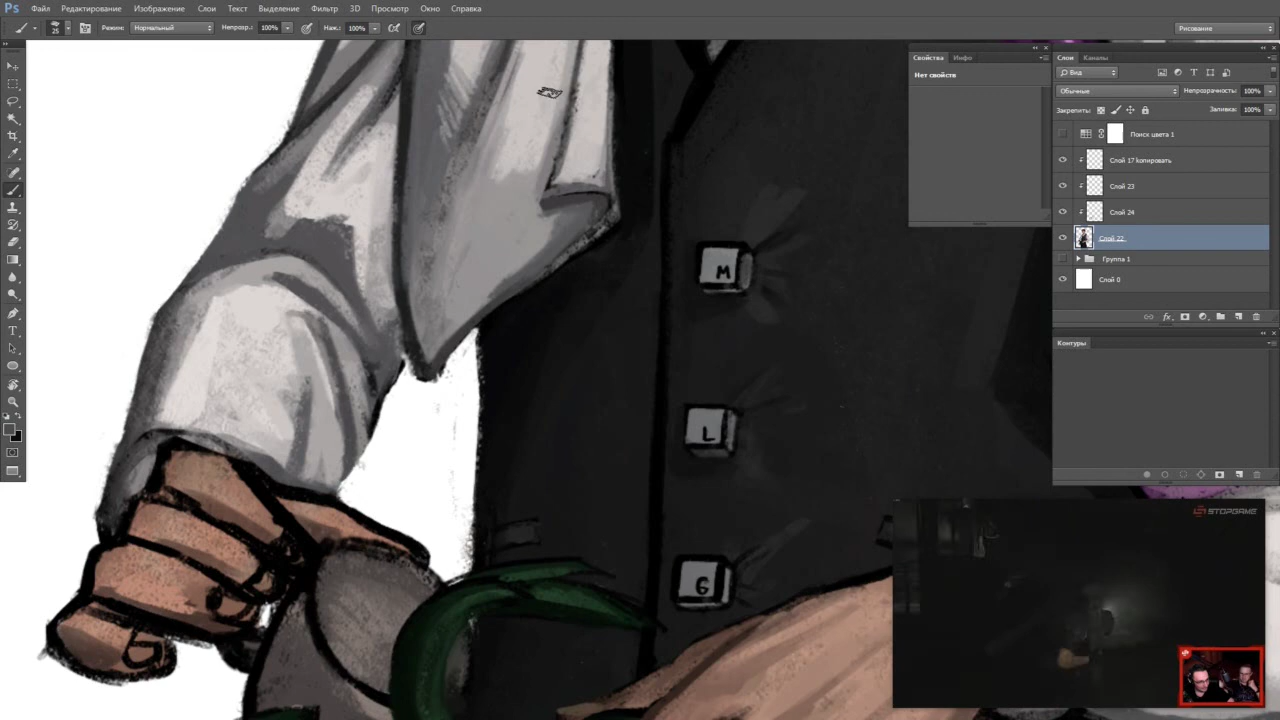 Ps Файл Редактирование Изображение Слои Текст Выделение Фильтр 3D Просмотр Окно Справка
25 Режим: Нормальный Непрозр.: 100% Наж.: 100% Рисование
Свойства Инфо
Нет свойств
Слои Каналы
Вид
Обычные Непрозрачность: 100%
Закрепить: Заливка: 100%
Поиск цвета 1
Слой 17 копировать
Слой 23
Слой 24
Слой 22
Группа 1
Слой 0
fx
Контуры
M
L
G
STOPGAME